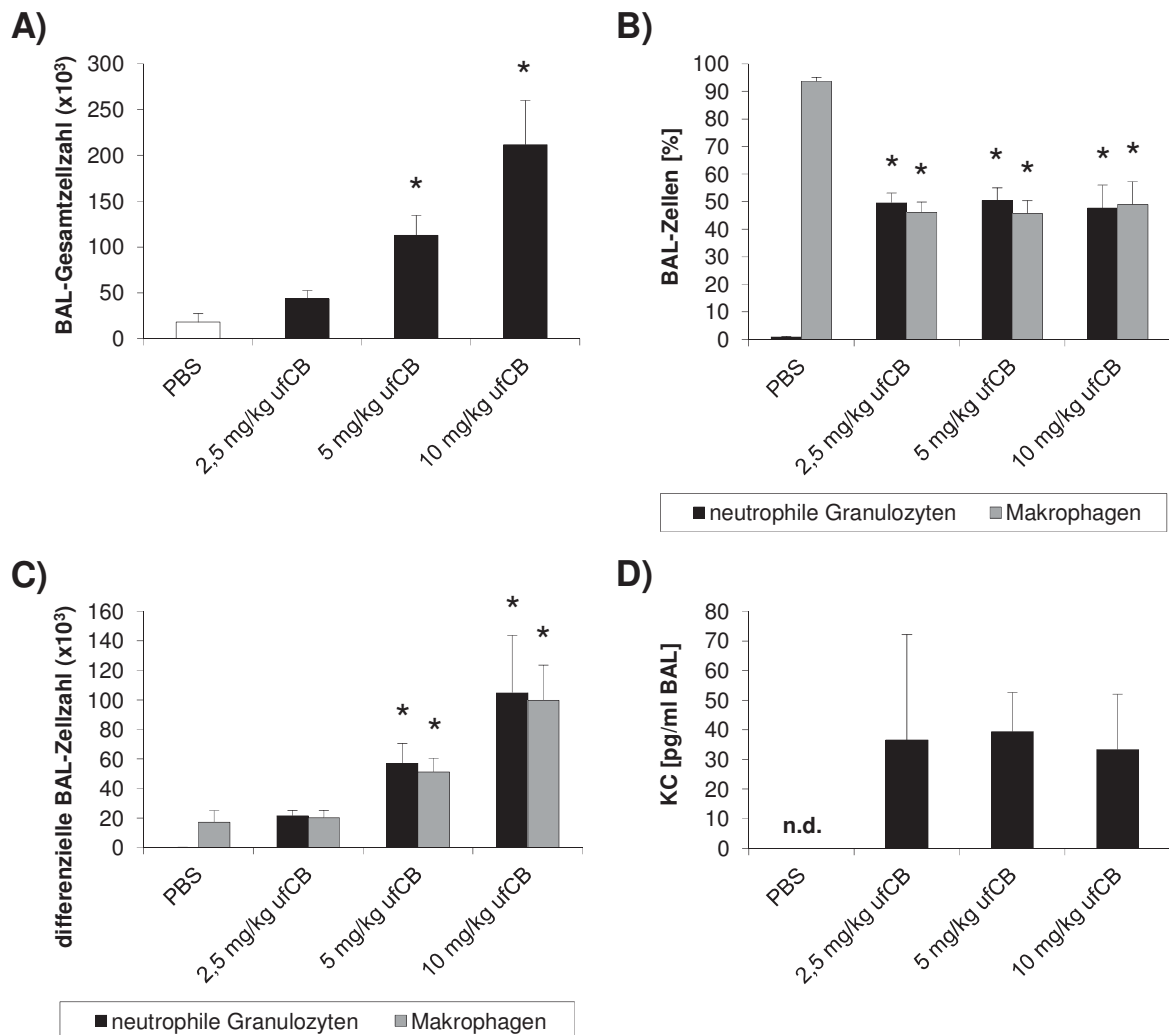 A)
BAL-Gesamtzellzahl (x10³)
300
250
200
150
100
50
0
*
*
PBS
2,5 mg/kg ufCB
5 mg/kg ufCB
10 mg/kg ufCB
B)
BAL-Zellen [%]
100
90
80
70
60
50
40
30
20
10
0
* *
* *
* *
PBS
2,5 mg/kg ufCB
5 mg/kg ufCB
10 mg/kg ufCB
neutrophile Granulozyten Makrophagen
C)
differenzielle BAL-Zellzahl (x10³)
160
140
120
100
80
60
40
20
0
* *
* *
PBS
2,5 mg/kg ufCB
5 mg/kg ufCB
10 mg/kg ufCB
neutrophile Granulozyten Makrophagen
D)
KC [pg/ml BAL]
80
70
60
50
40
30
20
10
0
n.d.
PBS
2,5 mg/kg ufCB
5 mg/kg ufCB
10 mg/kg ufCB